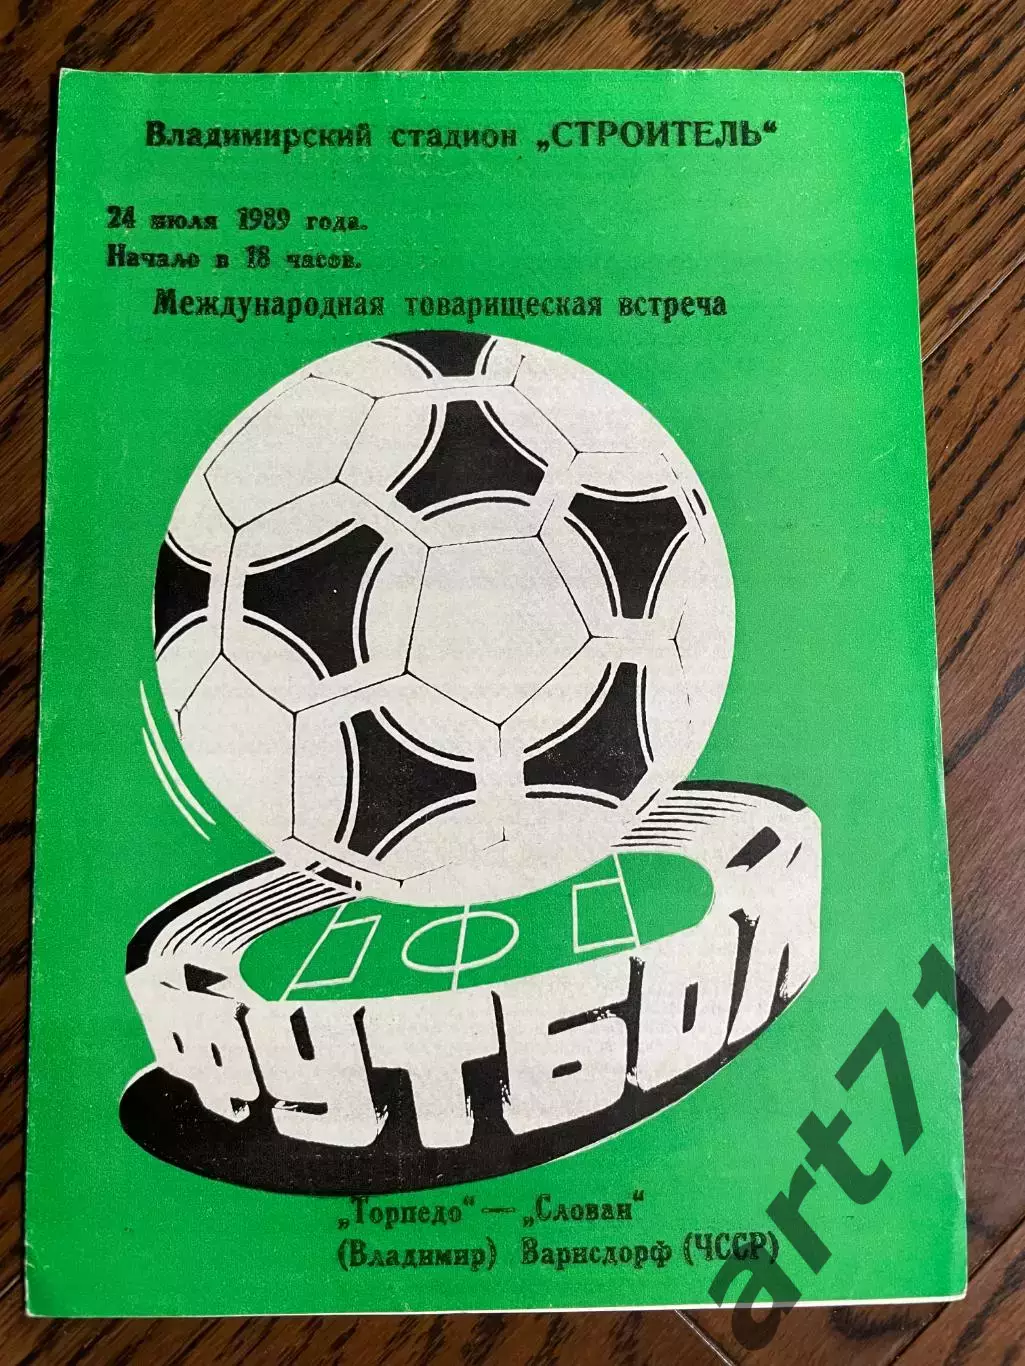 Владимирский стадион „СТРОИТЕЛЬ“
24 июля 1989 года.
Начало в 18 часов.
Международная товарищеская встреча
ФУТБОЛ
„Торпедо“ — „Слован“
(Владимир) Варнсдорф (ЧССР)
art71